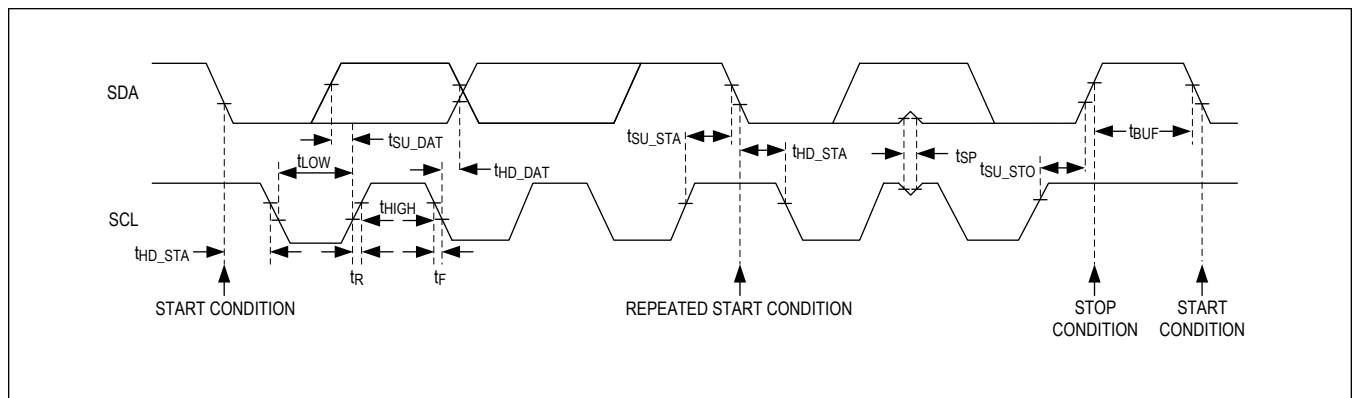 SDA
tSU_DAT
tLOW
tHD_DAT
tSU_STA
tHD_STA
tSP
tSU_STO
tBUF
SCL
tHIGH
tHD_STA
tR
tF
START CONDITION
REPEATED START CONDITION
STOP
CONDITION
START
CONDITION